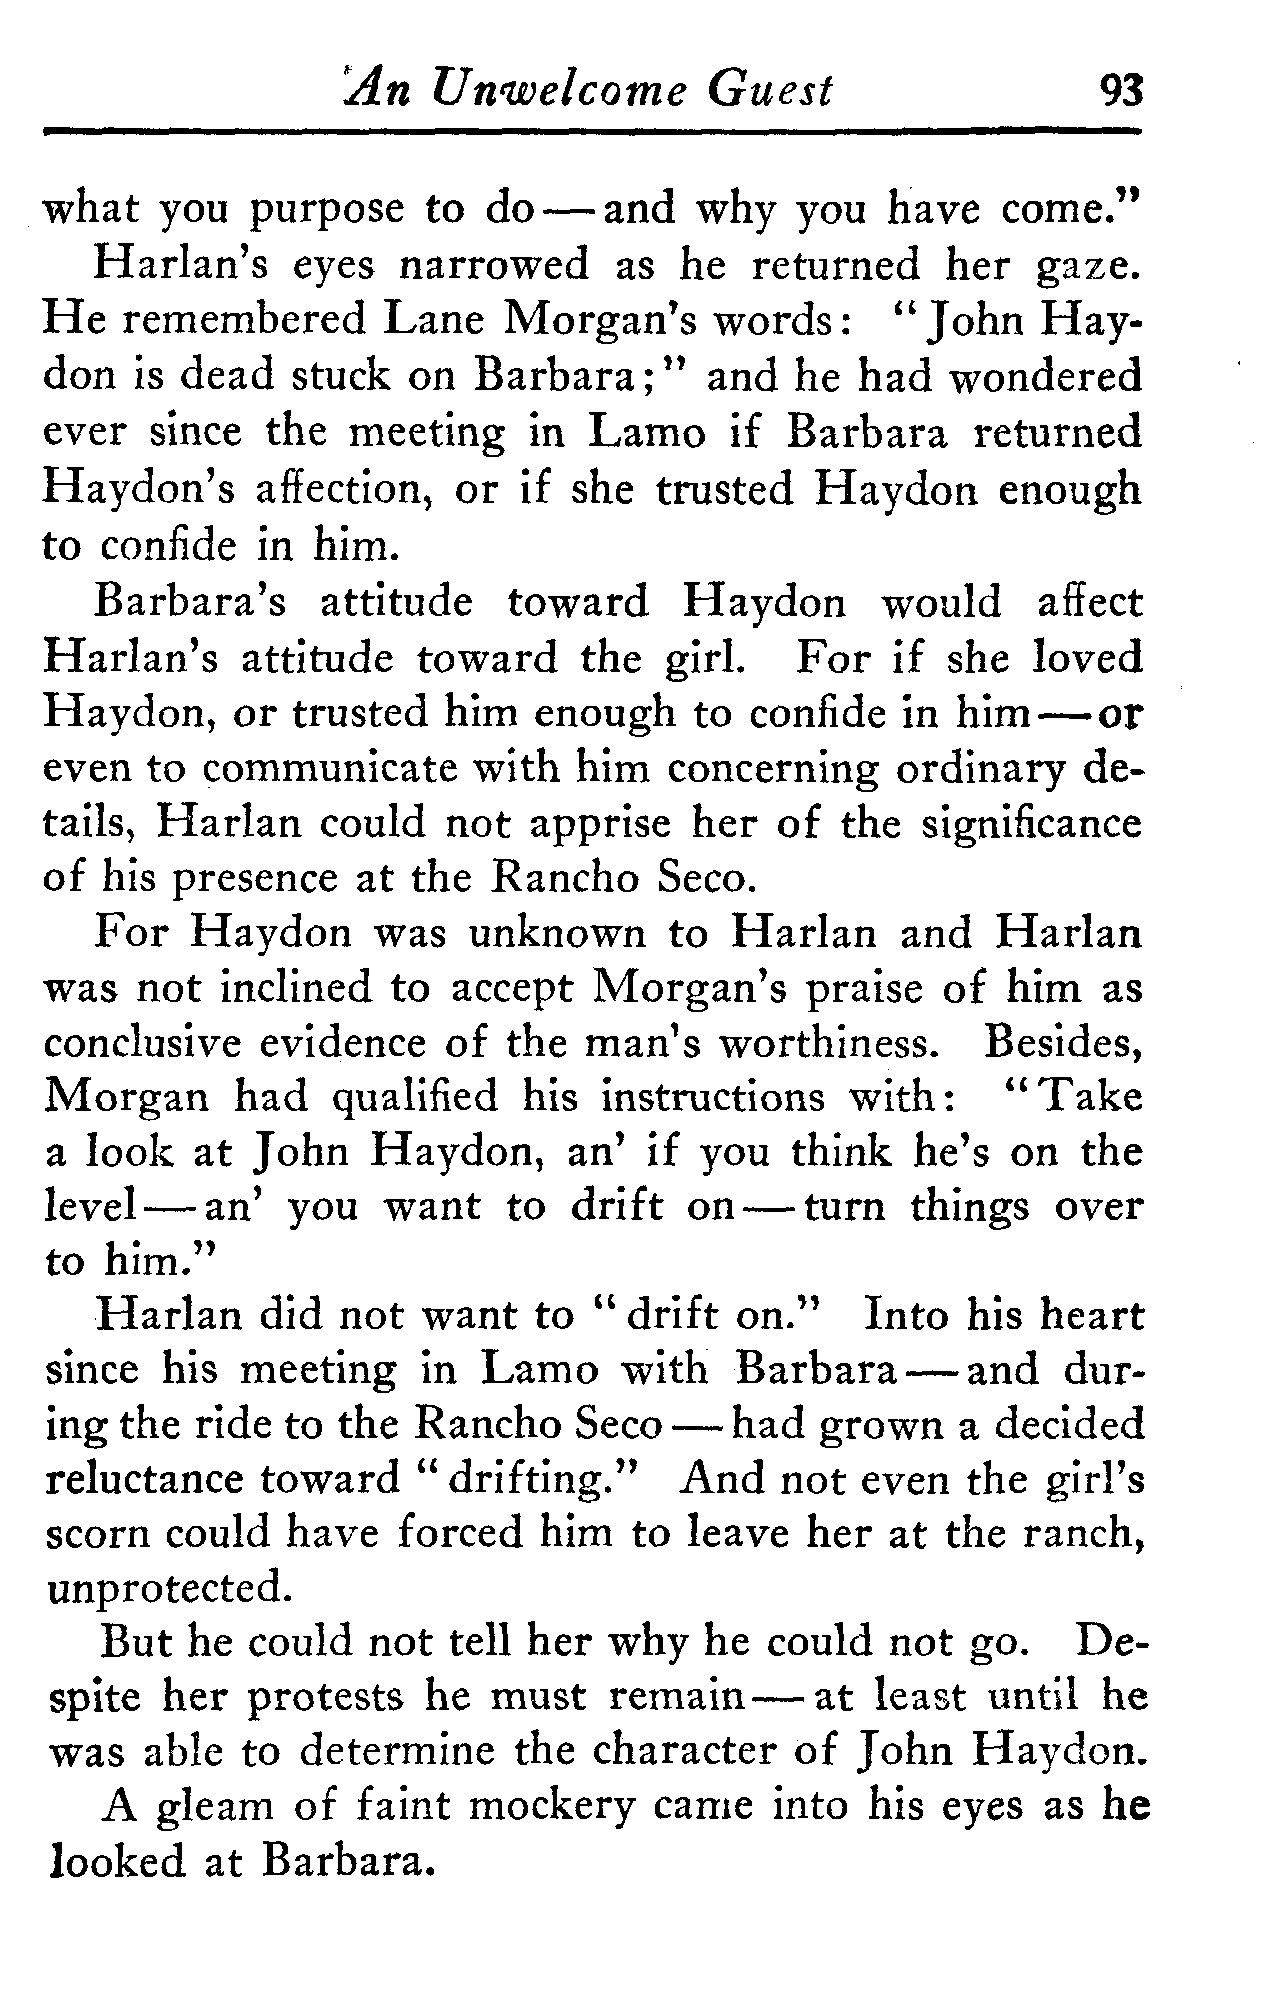 An Unwelcome Guest 93
what you purpose to do — and why you have come."
Harlan's eyes narrowed as he returned her gaze.
He remembered Lane Morgan's words: "John Hay-
don is dead stuck on Barbara;" and he had wondered
ever since the meeting in Lamo if Barbara returned
Haydon's affection, or if she trusted Haydon enough
to confide in him.
Barbara's attitude toward Haydon would affect
Harlan's attitude toward the girl. For if she loved
Haydon, or trusted him enough to confide in him — or
even to communicate with him concerning ordinary de-
tails, Harlan could not apprise her of the significance
of his presence at the Rancho Seco.
For Haydon was unknown to Harlan and Harlan
was not inclined to accept Morgan's praise of him as
conclusive evidence of the man's worthiness. Besides,
Morgan had qualified his instructions with: "Take
a look at John Haydon, an' if you think he's on the
level — an' you want to drift on — turn things over
to him."
Harlan did not want to "drift on." Into his heart
since his meeting in Lamo with Barbara — and dur-
ing the ride to the Rancho Seco — had grown a decided
reluctance toward "drifting." And not even the girl's
scorn could have forced him to leave her at the ranch,
unprotected.
But he could not tell her why he could not go. De-
spite her protests he must remain — at least until he
was able to determine the character of John Haydon.
A gleam of faint mockery came into his eyes as he
looked at Barbara.